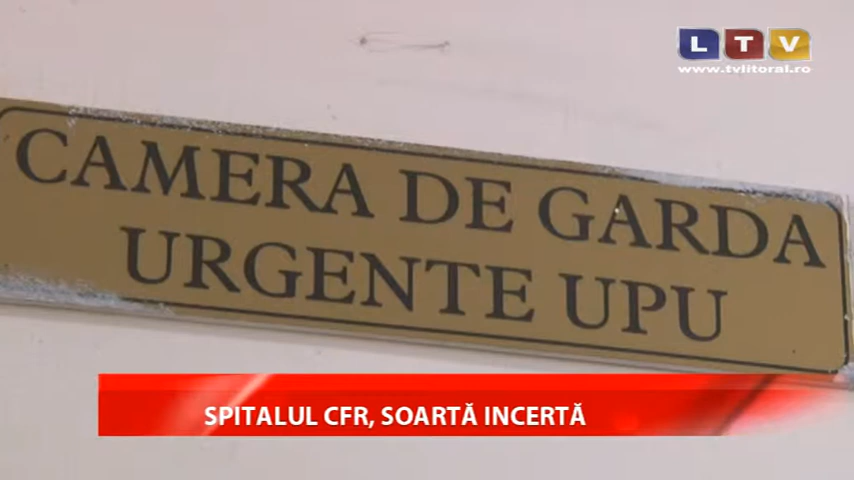 LTV
www.tvlitoral.ro
CAMERA DE GARDA
URGENTE UPU
SPITALUL CFR, SOARTĂ INCERTĂ